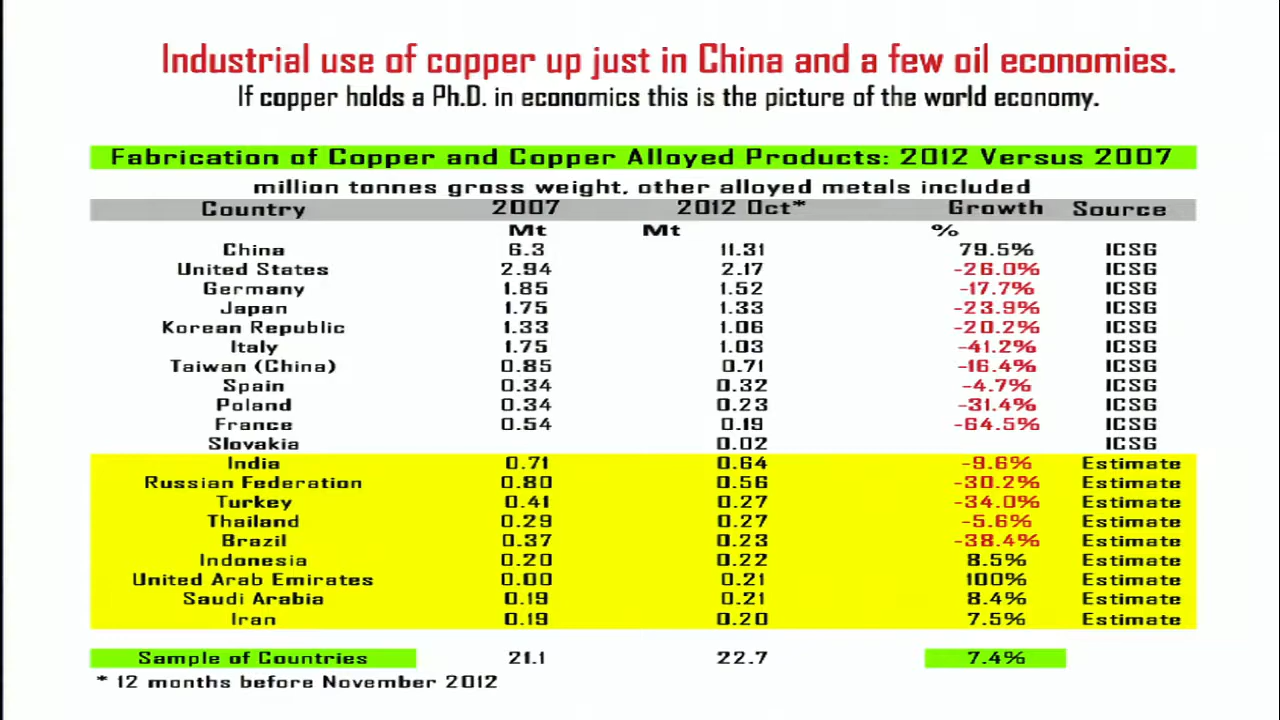 Industrial use of copper up just in China and a few oil economies.
If copper holds a Ph.D. in economics this is the picture of the world economy.
Fabrication of Copper and Copper Alloyed Products: 2012 Versus 2007
million tonnes gross weight, other alloyed metals included
Country 2007 2012 Oct* Growth Source
Mt Mt %
China 6.3 11.31 79.5% ICSG
United States 2.94 2.17 -26.0% ICSG
Germany 1.85 1.52 -17.7% ICSG
Japan 1.75 1.33 -23.9% ICSG
Korean Republic 1.33 1.06 -20.2% ICSG
Italy 1.75 1.03 -41.2% ICSG
Taiwan (China) 0.85 0.71 -16.4% ICSG
Spain 0.34 0.32 -4.7% ICSG
Poland 0.34 0.23 -31.4% ICSG
France 0.54 0.19 -64.5% ICSG
Slovakia 0.02 ICSG
India 0.71 0.64 -9.6% Estimate
Russian Federation 0.80 0.56 -30.2% Estimate
Turkey 0.41 0.27 -34.0% Estimate
Thailand 0.29 0.27 -5.6% Estimate
Brazil 0.37 0.23 -38.4% Estimate
Indonesia 0.20 0.22 8.5% Estimate
United Arab Emirates 0.00 0.21 100% Estimate
Saudi Arabia 0.19 0.21 8.4% Estimate
Iran 0.19 0.20 7.5% Estimate
Sample of Countries 21.1 22.7 7.4%
* 12 months before November 2012